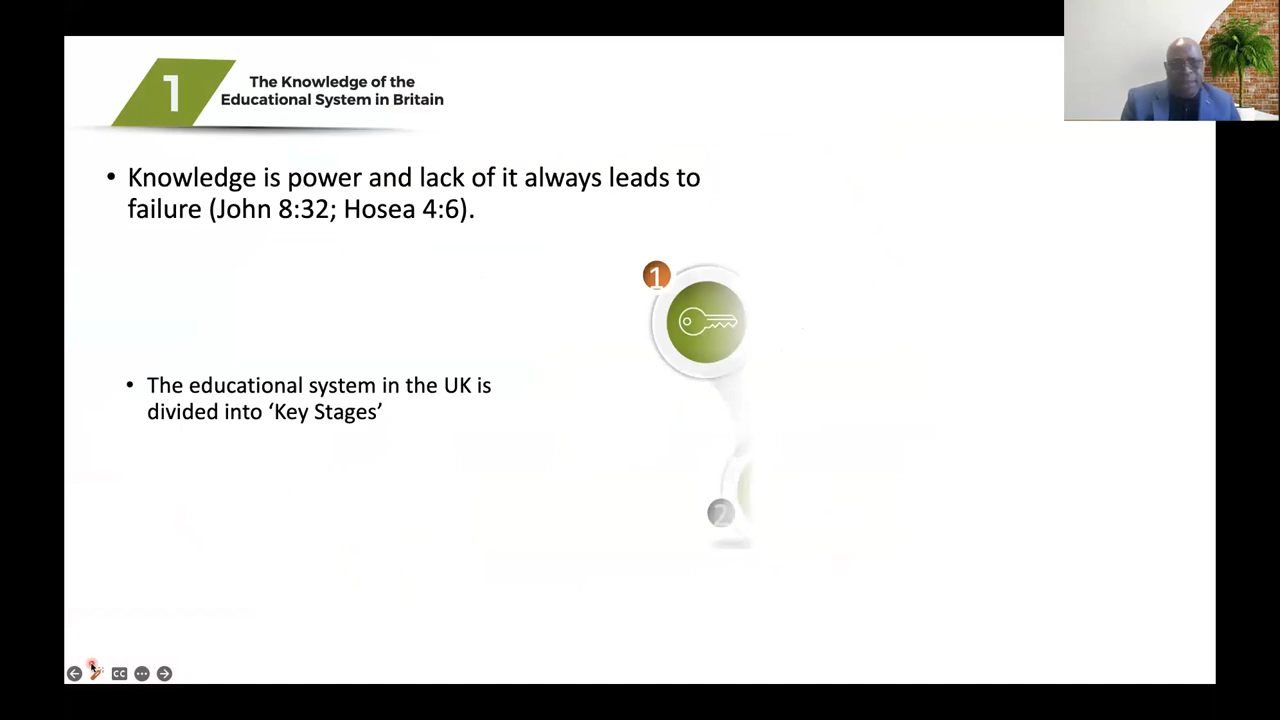 1
The Knowledge of the
Educational System in Britain
• Knowledge is power and lack of it always leads to
failure (John 8:32; Hosea 4:6).
1
• The educational system in the UK is
divided into ‘Key Stages’
2
CC